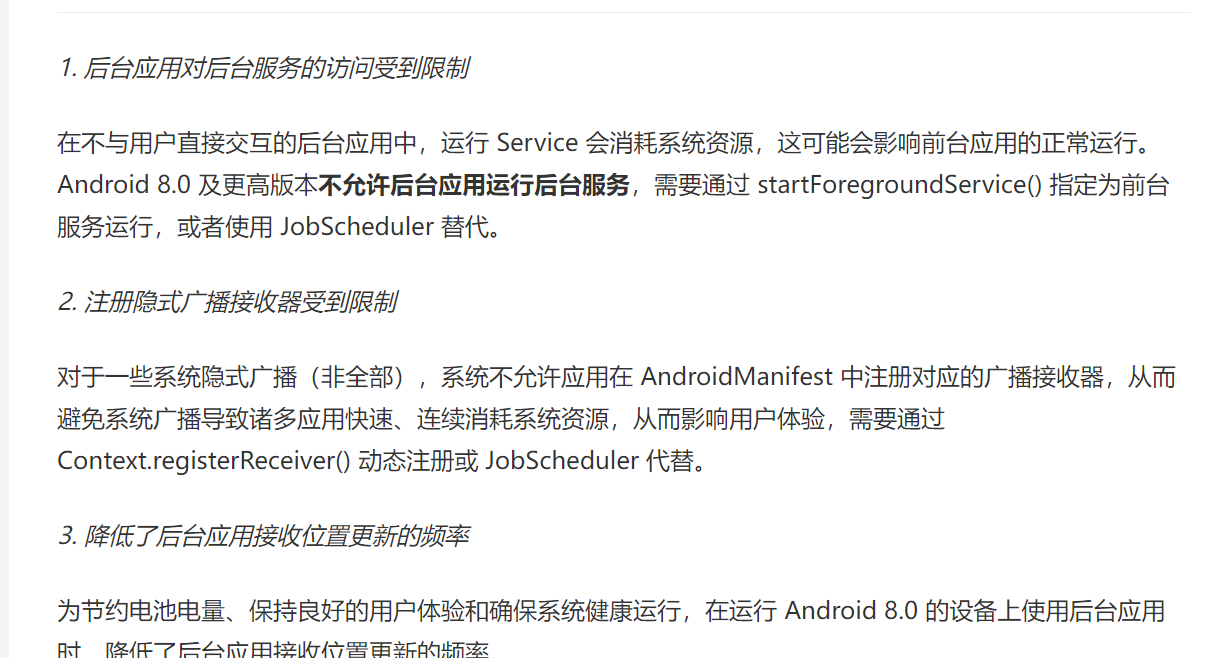 1. 后台应用对后台服务的访问受到限制
在不与用户直接交互的后台应用中，运行 Service 会消耗系统资源，这可能会影响前台应用的正常运行。
Android 8.0 及更高版本不允许后台应用运行后台服务，需要通过 startForegroundService() 指定为前台
服务运行，或者使用 JobScheduler 替代。
2. 注册隐式广播接收器受到限制
对于一些系统隐式广播（非全部），系统不允许应用在 AndroidManifest 中注册对应的广播接收器，从而
避免系统广播导致诸多应用快速、连续消耗系统资源，从而影响用户体验，需要通过
Context.registerReceiver() 动态注册或 JobScheduler 代替。
3. 降低了后台应用接收位置更新的频率
为节约电池电量、保持良好的用户体验和确保系统健康运行，在运行 Android 8.0 的设备上使用后台应用
时，降低了后台应用接收位置更新的频率